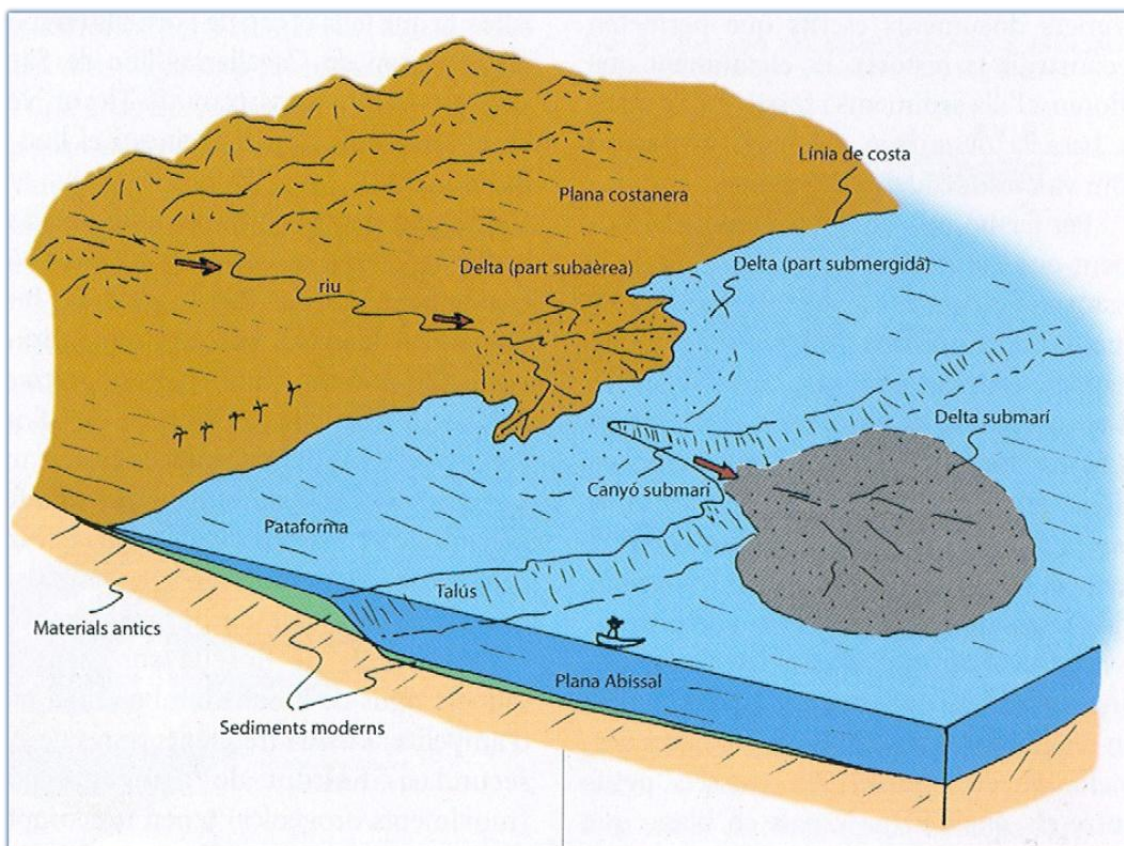 Línia de costa
Plana costanera
Delta (part subaèrea)
Delta (part submergida)
riu
Delta submarí
Canyó submarí
Pataforma
Talús
Materials antics
Plana Abissal
Sediments moderns